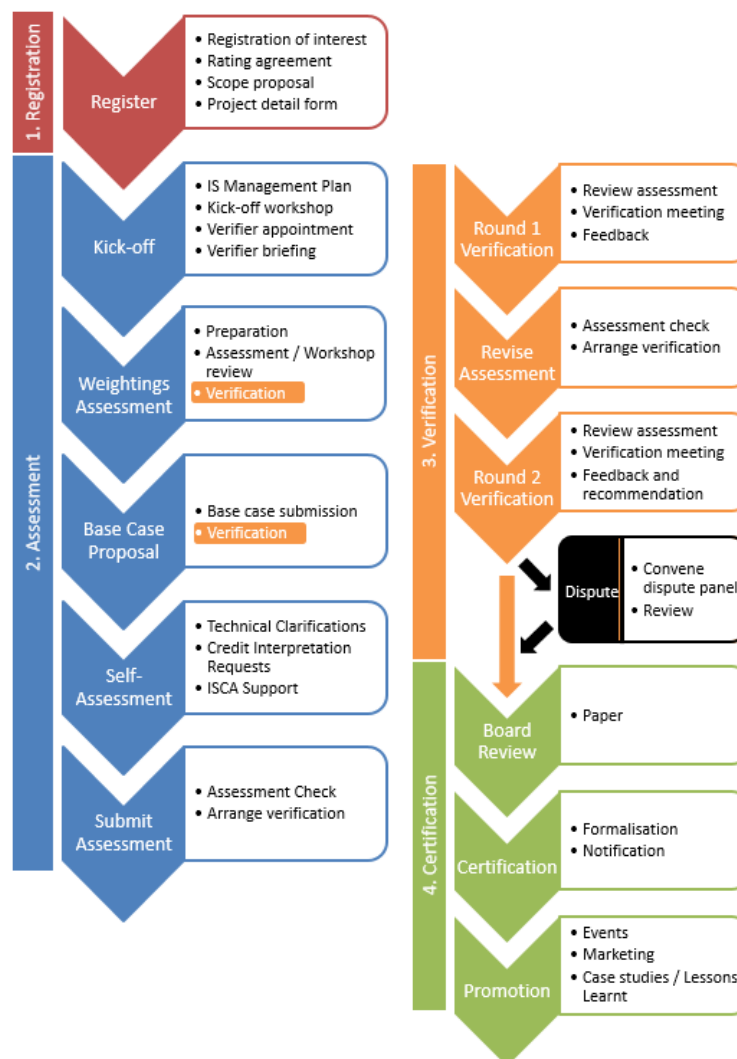 1. Registration
Register
• Registration of interest
• Rating agreement
• Scope proposal
• Project detail form
2. Assessment
Kick-off
• IS Management Plan
• Kick-off workshop
• Verifier appointment
• Verifier briefing
Weightings
Assessment
• Preparation
• Assessment / Workshop
review
• Verification
Base Case
Proposal
• Base case submission
• Verification
Self-
Assessment
• Technical Clarifications
• Credit Interpretation
Requests
• ISCA Support
Submit
Assessment
• Assessment Check
• Arrange verification
3. Verification
Round 1
Verification
• Review assessment
• Verification meeting
• Feedback
Revise
Assessment
• Assessment check
• Arrange verification
Round 2
Verification
• Review assessment
• Verification meeting
• Feedback and
recommendation
Dispute
• Convene
dispute panel
• Review
4. Certification
Board
Review
• Paper
Certification
• Formalisation
• Notification
Promotion
• Events
• Marketing
• Case studies / Lessons
Learnt